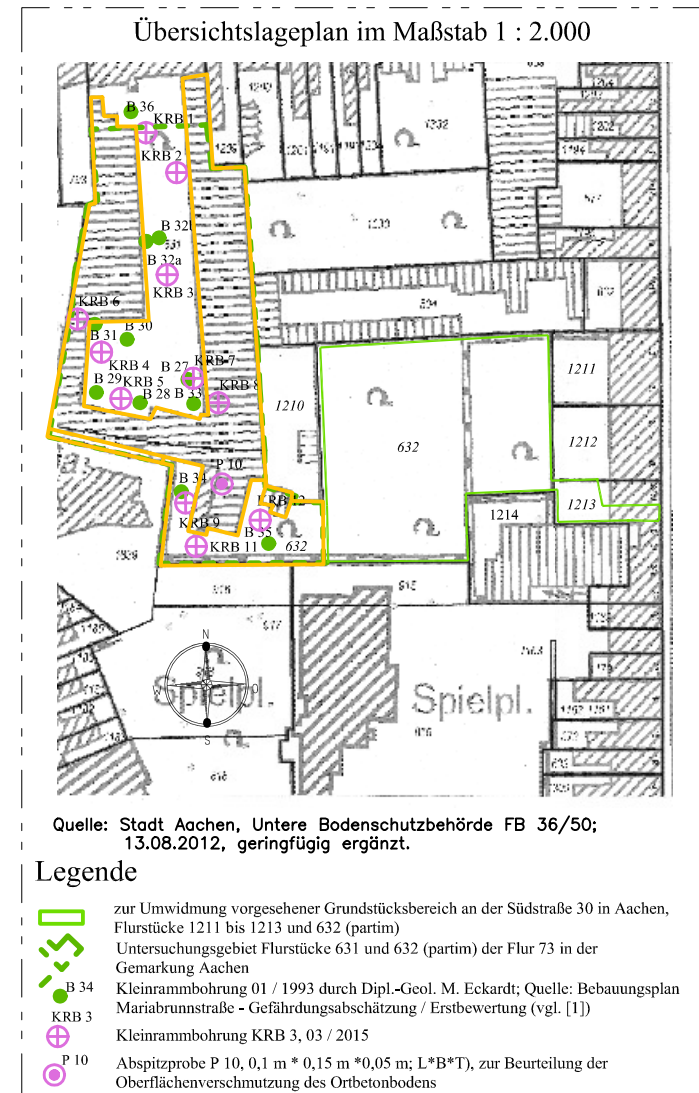 Übersichtslageplan im Maßstab 1 : 2.000
B 36
KRB 1
KRB 2
1232
1239
B 32b
B 32a
KRB 3
KRB 6
B 31
B 30
KRB 4
B 27
KRB 7
B 29
KRB 5
B 28
B 33
KRB 8
1210
632
1211
1212
1213
1214
P 10
B 34
KRB 12
KRB 9
B 35
KRB 11
632
N
W
O
S
Spielpl.
Spielpl.
Quelle: Stadt Aachen, Untere Bodenschutzbehörde FB 36/50;
13.08.2012, geringfügig ergänzt.
Legende
zur Umwidmung vorgesehener Grundstücksbereich an der Südstraße 30 in Aachen,
Flurstücke 1211 bis 1213 und 632 (partim)
Untersuchungsgebiet Flurstücke 631 und 632 (partim) der Flur 73 in der
Gemarkung Aachen
B 34
Kleinrammbohrung 01 / 1993 durch Dipl.-Geol. M. Eckardt; Quelle: Bebauungsplan
Mariabrunnstraße - Gefährdungsabschätzung / Erstbewertung (vgl. [1])
KRB 3
Kleinrammbohrung KRB 3, 03 / 2015
P 10
Abspitzprobe P 10, 0,1 m * 0,15 m *0,05 m; L*B*T), zur Beurteilung der
Oberflächenverschmutzung des Ortbetonbodens